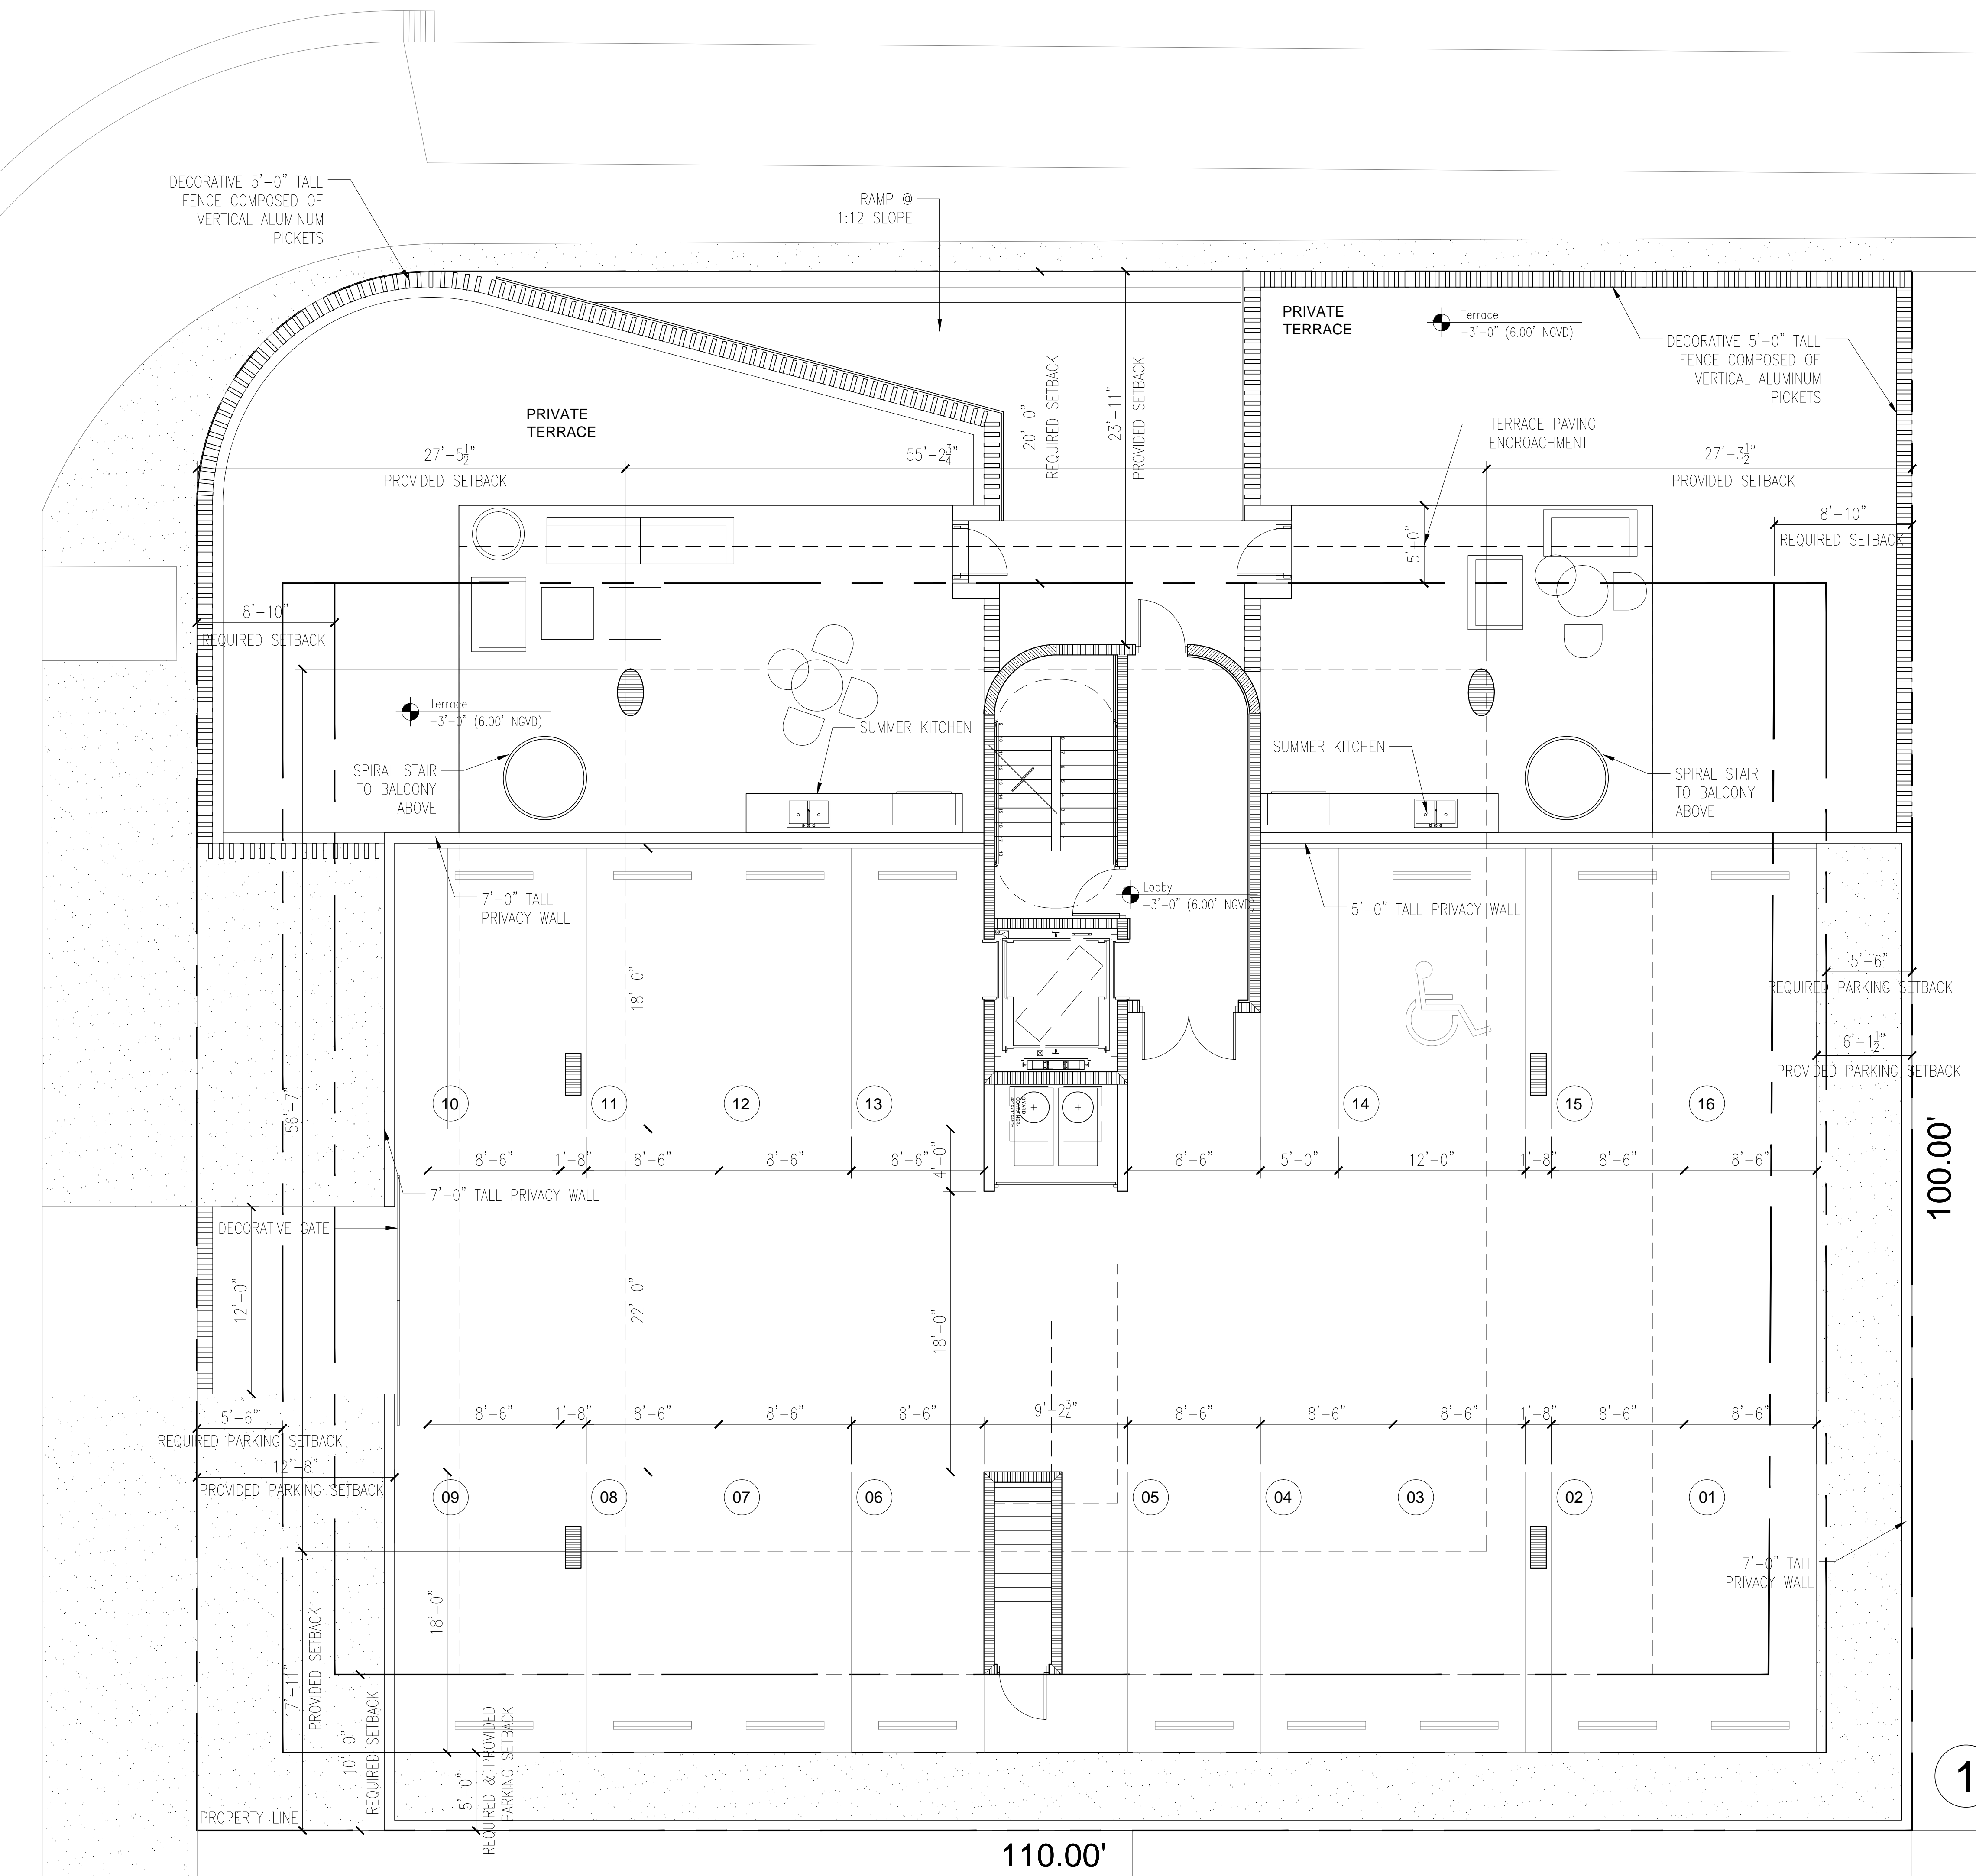 DECORATIVE 5'-0" TALL
FENCE COMPOSED OF
VERTICAL ALUMINUM
PICKETS
RAMP @
1:12 SLOPE
PRIVATE
TERRACE
Terrace
-3'-0" (6.00' NGVD)
DECORATIVE 5'-0" TALL
FENCE COMPOSED OF
VERTICAL ALUMINUM
PICKETS
PRIVATE
TERRACE
20'-0"
REQUIRED SETBACK
23'-11"
PROVIDED SETBACK
TERRACE PAVING
ENCROACHMENT
27'-5½"
PROVIDED SETBACK
55'-2¾"
27'-3½"
PROVIDED SETBACK
8'-10"
REQUIRED SETBACK
5'-0"
8'-10"
REQUIRED SETBACK
Terrace
-3'-0" (6.00' NGVD)
SUMMER KITCHEN
SUMMER KITCHEN
SPIRAL STAIR
TO BALCONY
ABOVE
SPIRAL STAIR
TO BALCONY
ABOVE
7'-0" TALL
PRIVACY WALL
Lobby
-3'-0" (6.00' NGVD)
5'-0" TALL PRIVACY WALL
18'-0"
5'-6"
REQUIRED PARKING SETBACK
6'-1½"
PROVIDED PARKING SETBACK
56'-7"
10
11
12
13
14
15
16
100.00'
8'-6"
1'-8"
8'-6"
8'-6"
8'-6"
4'-0"
8'-6"
5'-0"
12'-0"
1'-8"
8'-6"
8'-6"
7'-0" TALL PRIVACY WALL
DECORATIVE GATE
12'-0"
22'-0"
18'-0"
5'-6"
REQUIRED PARKING SETBACK
8'-6"
1'-8"
8'-6"
8'-6"
8'-6"
9'-2¾"
8'-6"
8'-6"
8'-6"
1'-8"
8'-6"
8'-6"
12'-8"
PROVIDED PARKING SETBACK
09
08
07
06
05
04
03
02
01
7'-0" TALL
PRIVACY WALL
18'-0"
17'-11"
PROVIDED SETBACK
10'-0"
REQUIRED SETBACK
5'-0"
REQUIRED & PROVIDED
PARKING SETBACK
PROPERTY LINE
110.00'
1